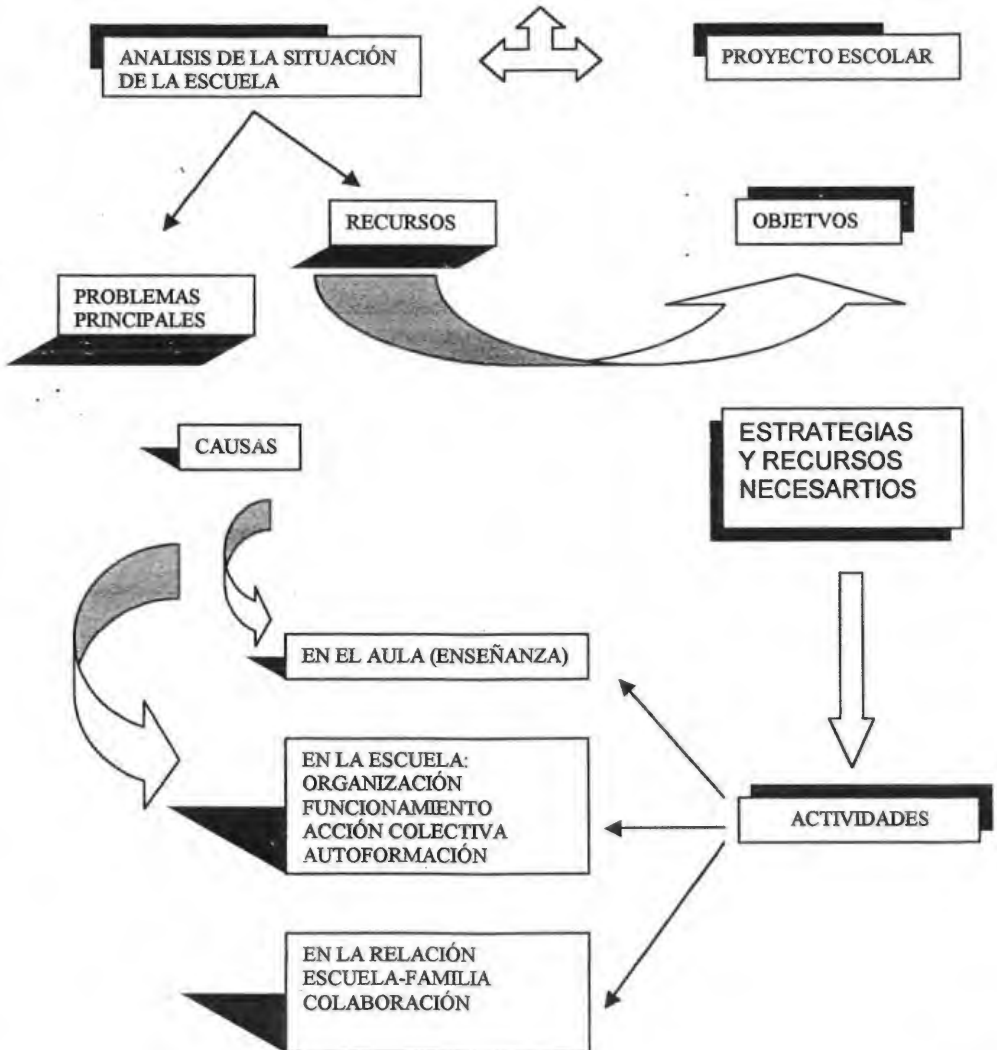 ANALISIS DE LA SITUACIÓN
DE LA ESCUELA
PROYECTO ESCOLAR
RECURSOS
OBJETVOS
PROBLEMAS
PRINCIPALES
CAUSAS
ESTRATEGIAS
Y RECURSOS
NECESARTIOS
EN EL AULA (ENSEÑANZA)
EN LA ESCUELA:
ORGANIZACIÓN
FUNCIONAMIENTO
ACCIÓN COLECTIVA
AUTOFORMACIÓN
ACTIVIDADES
EN LA RELACIÓN
ESCUELA-FAMILIA
COLABORACIÓN